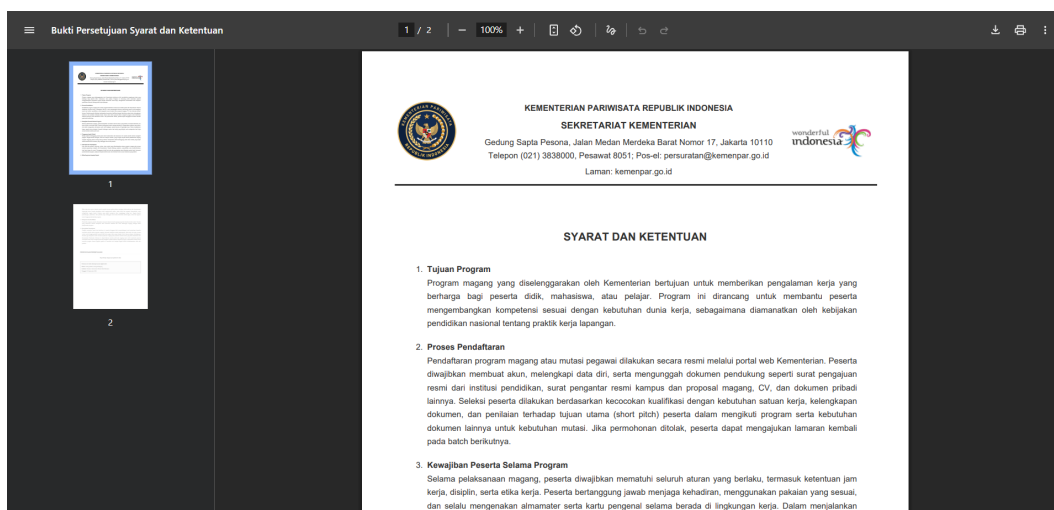 Bukti Persetujuan Syarat dan Ketentuan
1 / 2
100%
1
2
KEMENTERIAN PARIWISATA REPUBLIK INDONESIA
SEKRETARIAT KEMENTERIAN
Gedung Sapta Pesona, Jalan Medan Merdeka Barat Nomor 17, Jakarta 10110
Telepon (021) 3838000, Pesawat 8051; Pos-el: persuratan@kemenpar.go.id
Laman: kemenpar.go.id
KEMENTERIAN PARIWISATA
REPUBLIK INDONESIA
wonderful
indonesia
SYARAT DAN KETENTUAN
1. Tujuan Program
Program magang yang diselenggarakan oleh Kementerian bertujuan untuk memberikan pengalaman kerja yang
berharga bagi peserta didik, mahasiswa, atau pelajar. Program ini dirancang untuk membantu peserta
mengembangkan kompetensi sesuai dengan kebutuhan dunia kerja, sebagaimana diamanatkan oleh kebijakan
pendidikan nasional tentang praktik kerja lapangan.
2. Proses Pendaftaran
Pendaftaran program magang atau mutasi pegawai dilakukan secara resmi melalui portal web Kementerian. Peserta
diwajibkan membuat akun, melengkapi data diri, serta mengunggah dokumen pendukung seperti surat pengajuan
resmi dari institusi pendidikan, surat pengantar resmi kampus dan proposal magang, CV, dan dokumen pribadi
lainnya. Seleksi peserta dilakukan berdasarkan kecocokan kualifikasi dengan kebutuhan satuan kerja, kelengkapan
dokumen, dan penilaian terhadap tujuan utama (short pitch) peserta dalam mengikuti program serta kebutuhan
dokumen lainnya untuk kebutuhan mutasi. Jika permohonan ditolak, peserta dapat mengajukan lamaran kembali
pada batch berikutnya.
3. Kewajiban Peserta Selama Program
Selama pelaksanaan magang, peserta diwajibkan mematuhi seluruh aturan yang berlaku, termasuk ketentuan jam
kerja, disiplin, serta etika kerja. Peserta bertanggung jawab menjaga kehadiran, menggunakan pakaian yang sesuai,
dan selalu mengenakan almamater serta kartu pengenal selama berada di lingkungan kerja. Dalam menjalankan